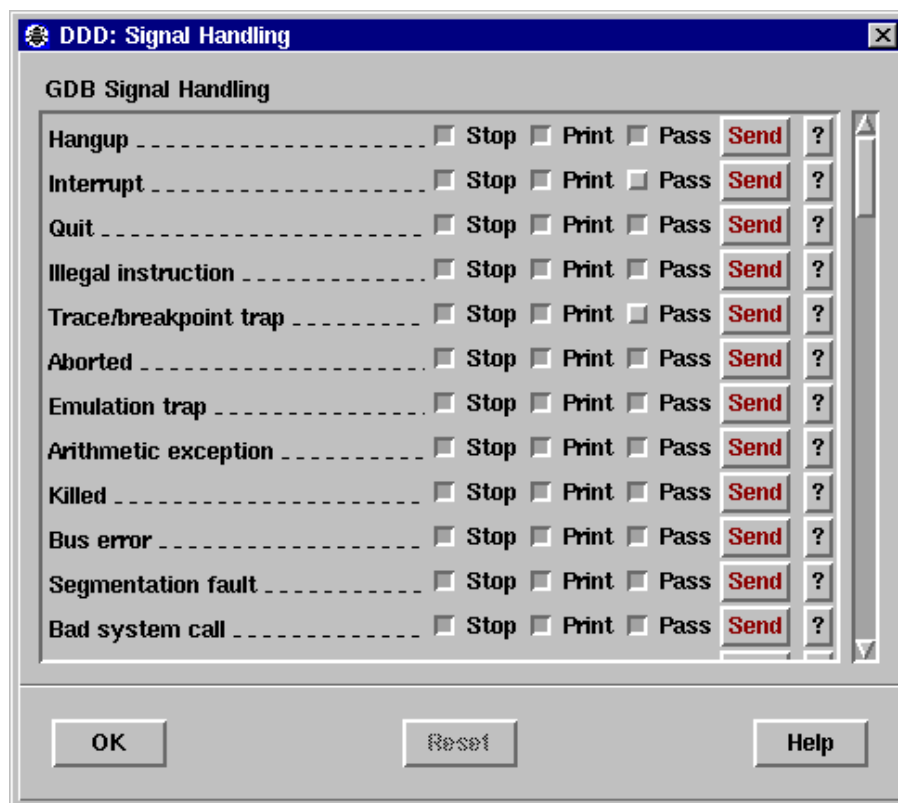 DDD: Signal Handling
GDB Signal Handling
Hangup Stop Print Pass Send ?
Interrupt Stop Print Pass Send ?
Quit Stop Print Pass Send ?
Illegal instruction Stop Print Pass Send ?
Trace/breakpoint trap Stop Print Pass Send ?
Aborted Stop Print Pass Send ?
Emulation trap Stop Print Pass Send ?
Arithmetic exception Stop Print Pass Send ?
Killed Stop Print Pass Send ?
Bus error Stop Print Pass Send ?
Segmentation fault Stop Print Pass Send ?
Bad system call Stop Print Pass Send ?
OK Reset Help